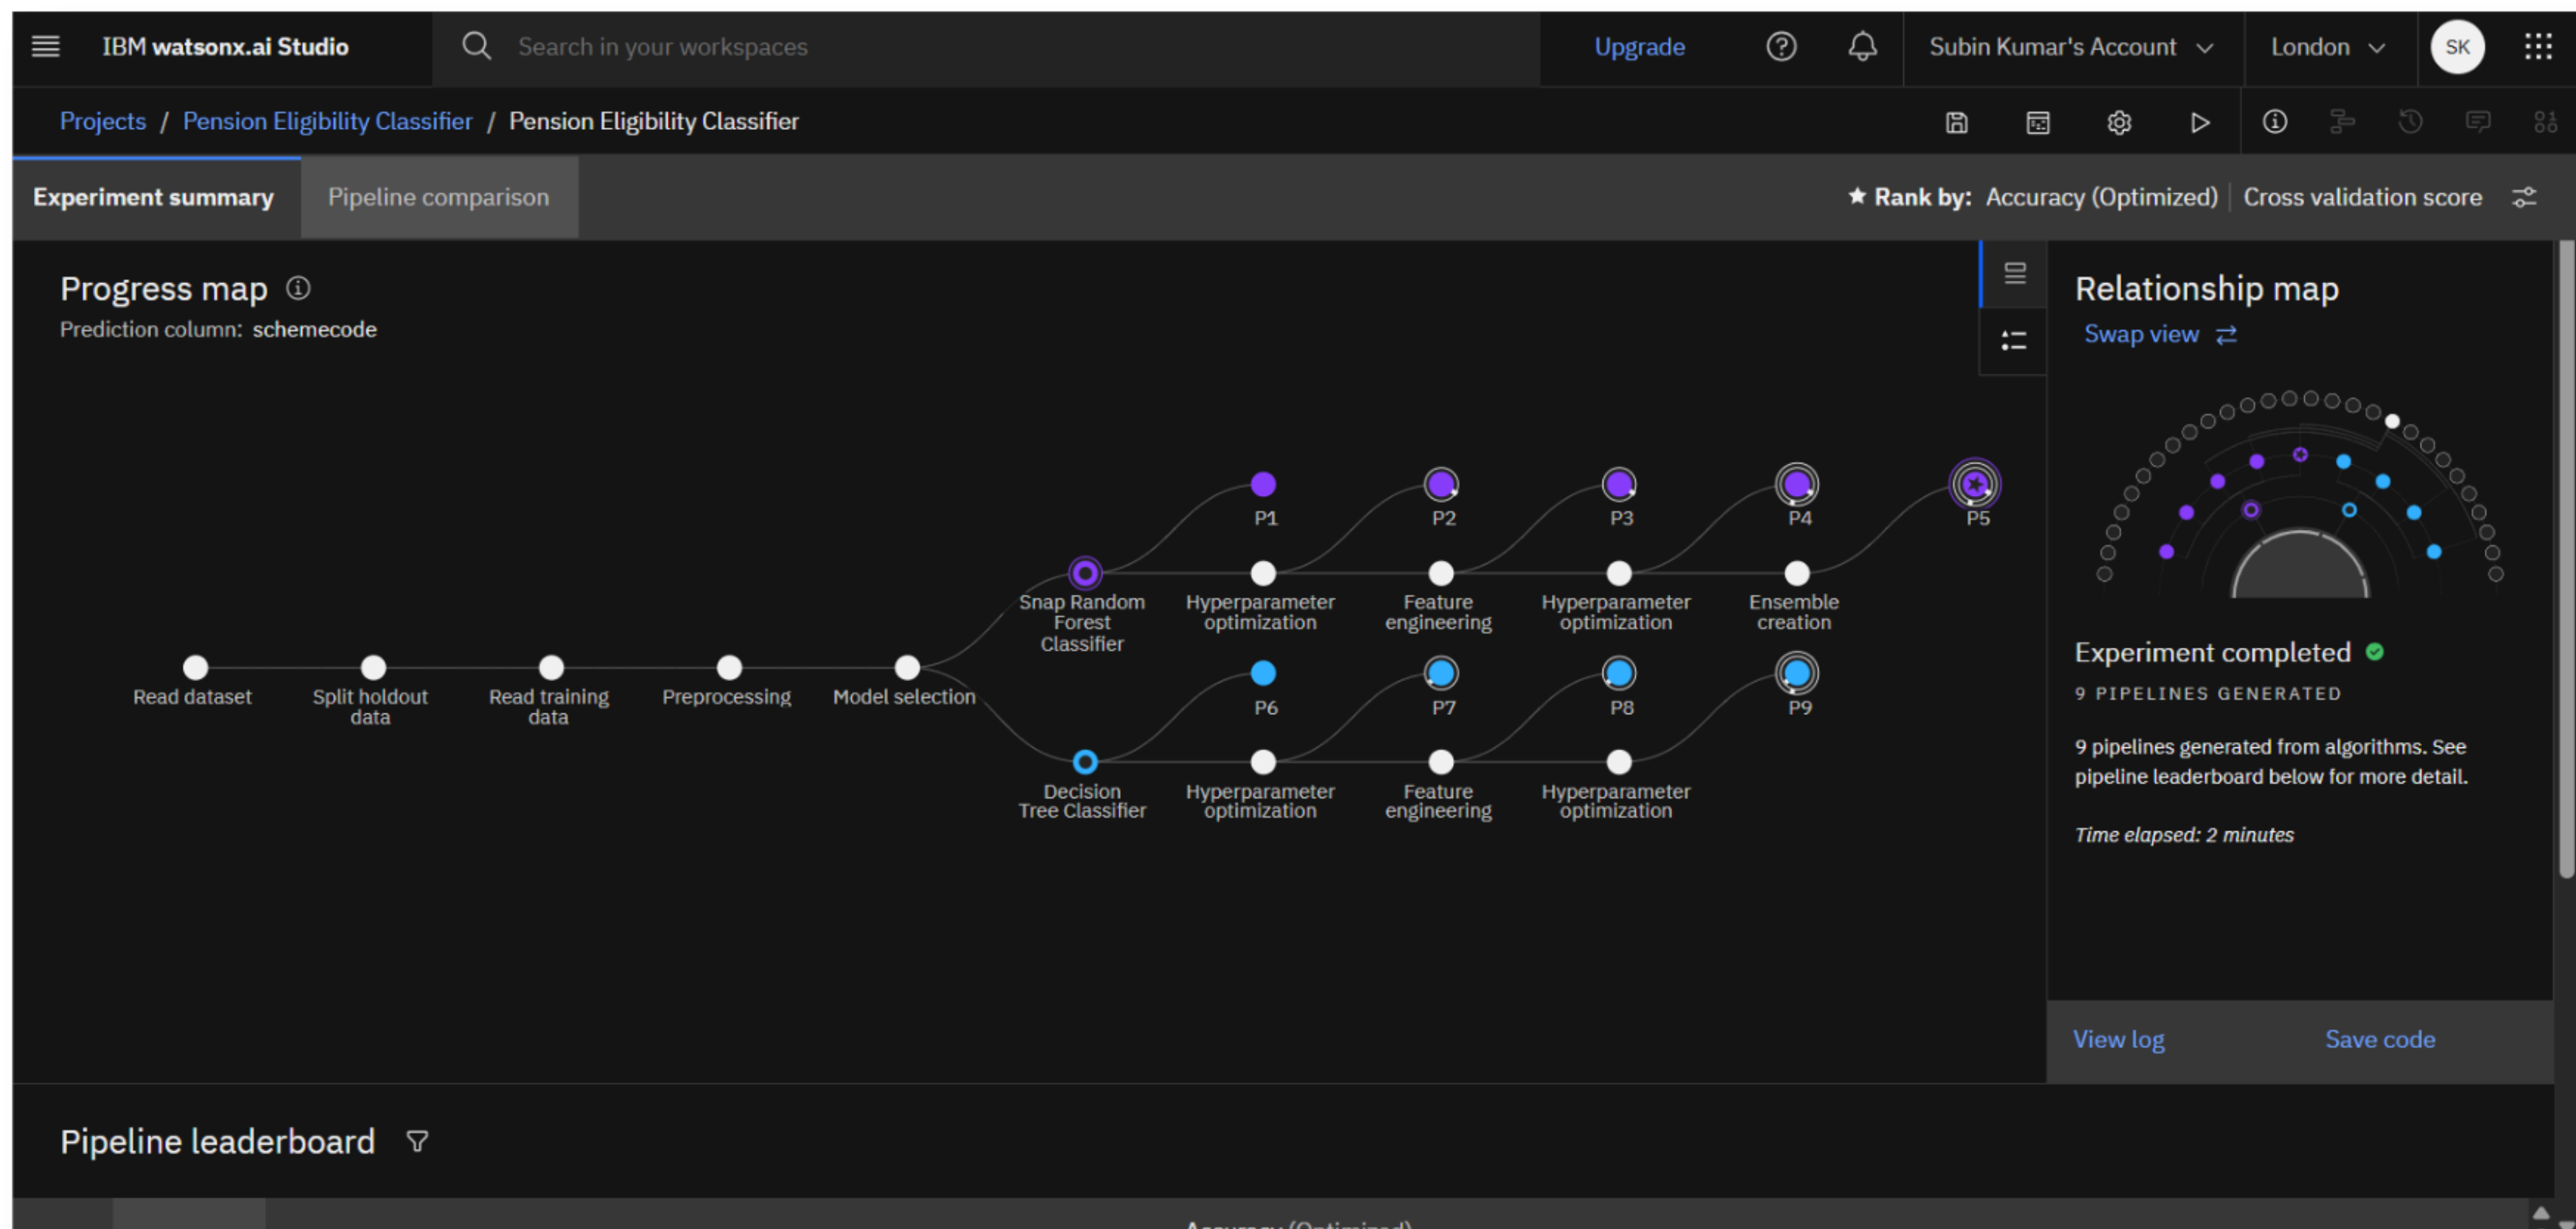 IBM watsonx.ai Studio
Search in your workspaces
Upgrade
Subin Kumar's Account
London
SK
Projects / Pension Eligibility Classifier / Pension Eligibility Classifier
Experiment summary
Pipeline comparison
Rank by: Accuracy (Optimized) | Cross validation score
Progress map
Prediction column: schemecode
P1
P2
P3
P4
P5
Snap Random
Forest
Classifier
Hyperparameter
optimization
Feature
engineering
Hyperparameter
optimization
Ensemble
creation
Read dataset
Split holdout
data
Read training
data
Preprocessing
Model selection
P6
P7
P8
P9
Decision
Tree Classifier
Hyperparameter
optimization
Feature
engineering
Hyperparameter
optimization
Relationship map
Swap view
Experiment completed
9 PIPELINES GENERATED
9 pipelines generated from algorithms. See
pipeline leaderboard below for more detail.
Time elapsed: 2 minutes
View log
Save code
Pipeline leaderboard
Accuracy (Optimized)